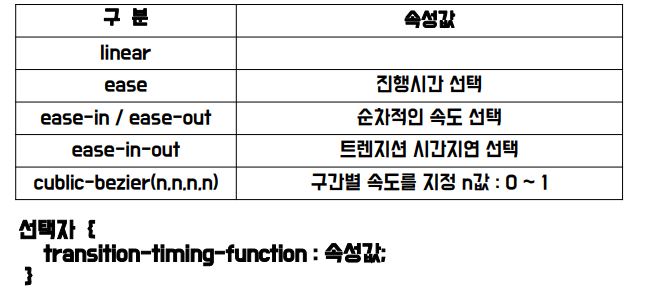 구 분 속성값
linear
ease 진행시간 선택
ease-in / ease-out 순차적인 속도 선택
ease-in-out 트렌지션 시간지연 선택
cublic-bezier(n,n,n,n) 구간별 속도를 지정 n값 : 0 ~ 1
선택자 {
transition-timing-function : 속성값;
}